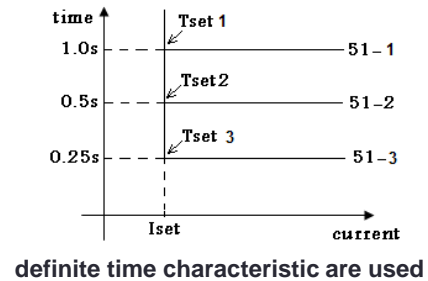 time
Tset 1
1.0s
51-1
Tset2
0.5s
51-2
Tset 3
0.25s
51-3
Iset
current
definite time characteristic are used